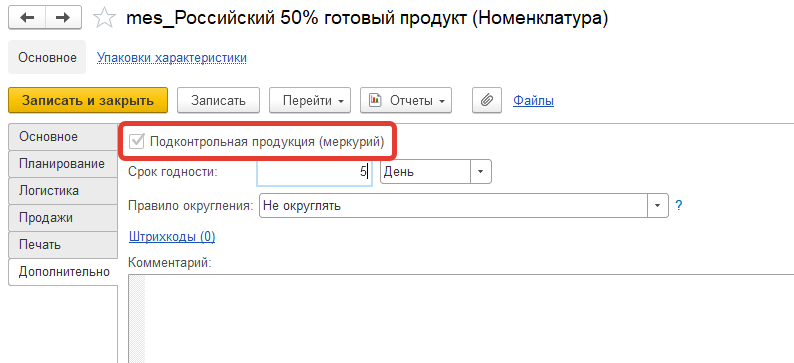 mes_Российский 50% готовый продукт (Номенклатура)
Основное Упаковки характеристики
Записать и закрыть Записать Перейти Отчеты Файлы
Основное
Подконтрольная продукция (меркурий)
Планирование
Срок годности: 5 День
Логистика
Продажи
Правило округления: Не округлять ?
Печать
Штрихкоды (0)
Дополнительно
Комментарий: